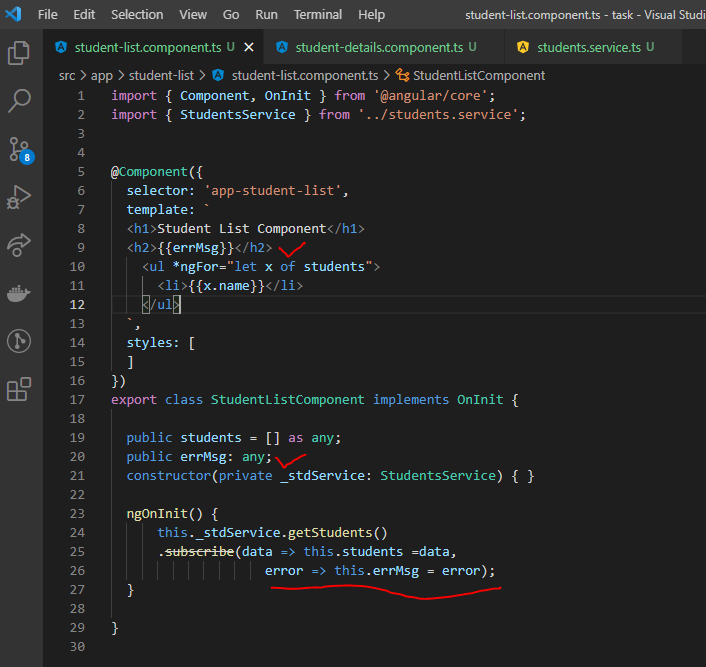 File Edit Selection View Go Run Terminal Help student-list.component.ts - task - Visual Studi
student-list.component.ts U × student-details.component.ts U students.service.ts U
src > app > student-list > student-list.component.ts > StudentListComponent
1 import { Component, OnInit } from '@angular/core';
2 import { StudentsService } from '../students.service';
3
4
5 @Component({
6 selector: 'app-student-list',
7 template: `
8 <h1>Student List Component</h1>
9 <h2>{{errMsg}}</h2>
10 <ul *ngFor="let x of students">
11 <li>{{x.name}}</li>
12 </ul>
13 `,
14 styles: [
15 ]
16 })
17 export class StudentListComponent implements OnInit {
18
19 public students = [] as any;
20 public errMsg: any;
21 constructor(private _stdService: StudentsService) { }
22
23 ngOnInit() {
24 this._stdService.getStudents()
25 .subscribe(data => this.students =data,
26 error => this.errMsg = error);
27 }
28
29 }
30
8